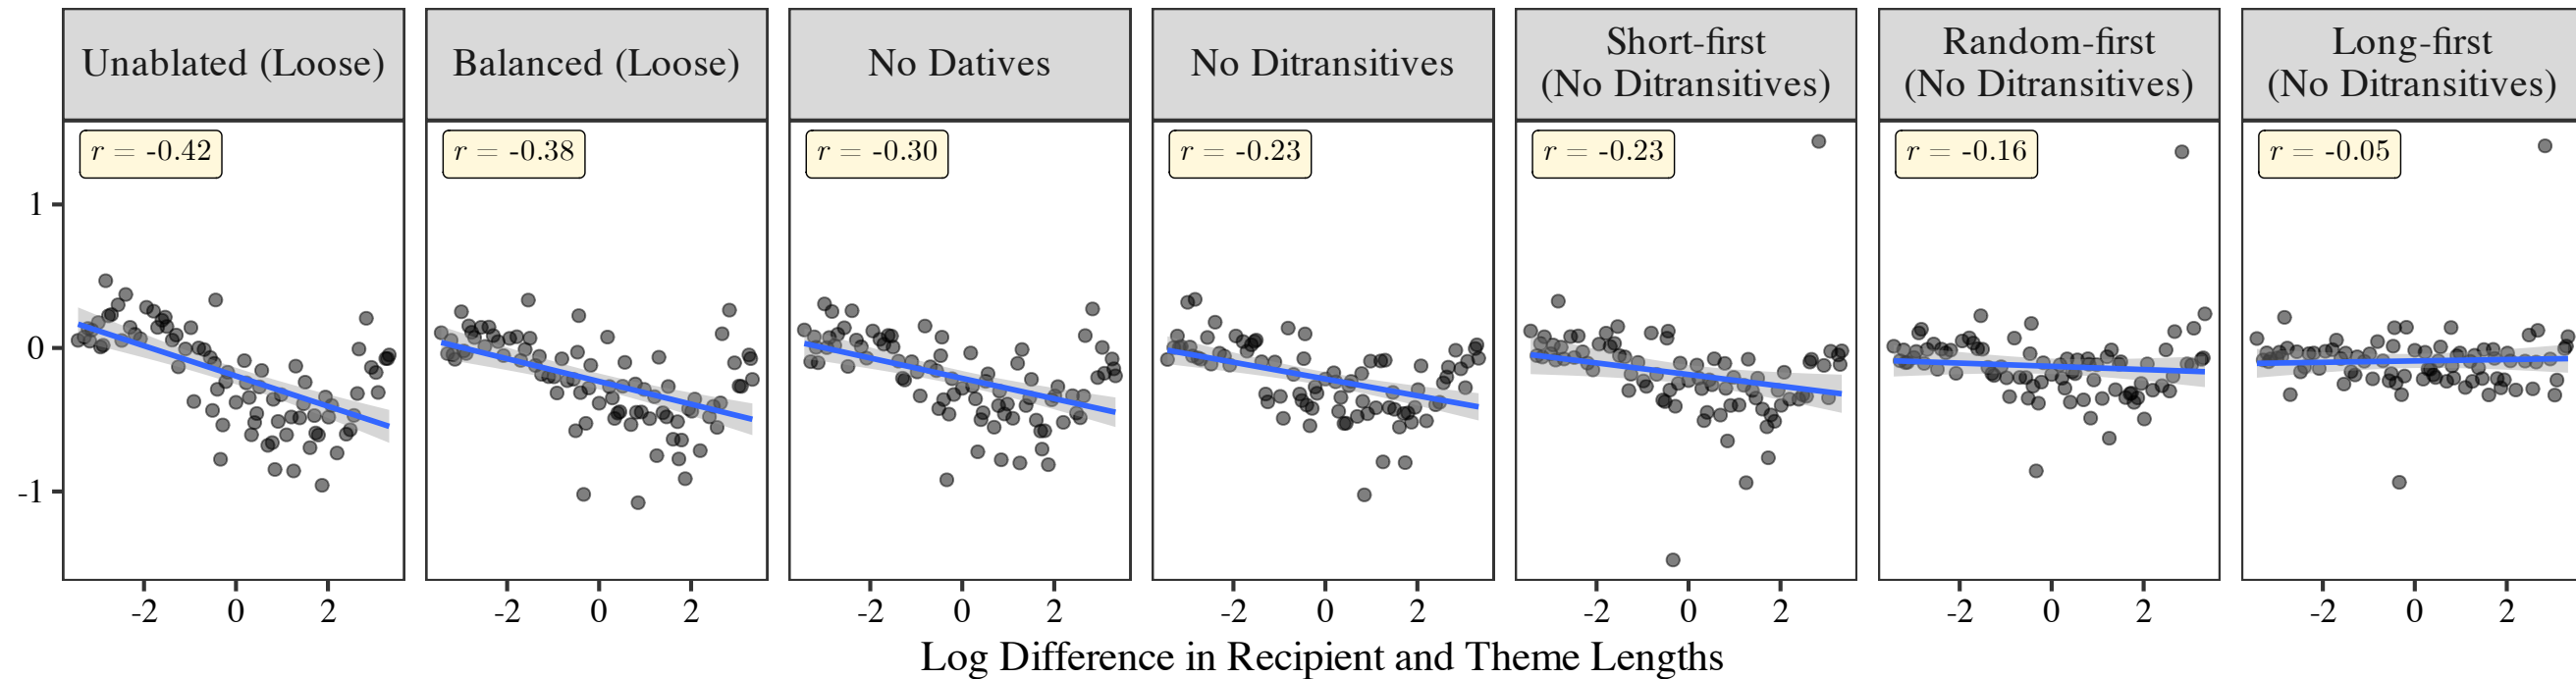 Unablated (Loose)
Balanced (Loose)
No Datives
No Ditransitives
Short-first
(No Ditransitives)
Random-first
(No Ditransitives)
Long-first
(No Ditransitives)
r = -0.42
r = -0.38
r = -0.30
r = -0.23
r = -0.23
r = -0.16
r = -0.05
1
0
-1
-2 0 2
-2 0 2
-2 0 2
-2 0 2
-2 0 2
-2 0 2
-2 0 2
Log Difference in Recipient and Theme Lengths